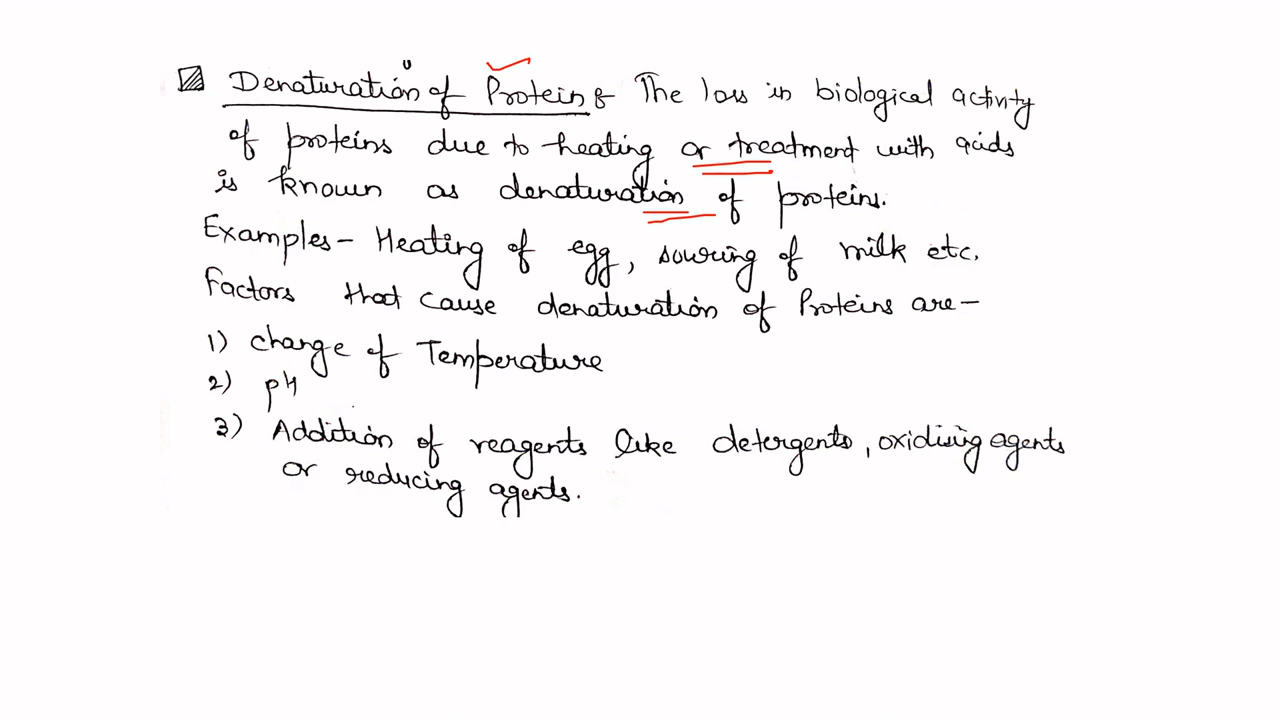 Denaturation of Protein :- The loss in biological activity
of proteins due to heating or treatment with acids
is known as denaturation of proteins.
Examples - Heating of egg, souring of milk etc.
Factors that cause denaturation of Proteins are -
1) change of Temperature
2) pH
3) Addition of reagents like detergents, oxidising agents
or reducing agents.